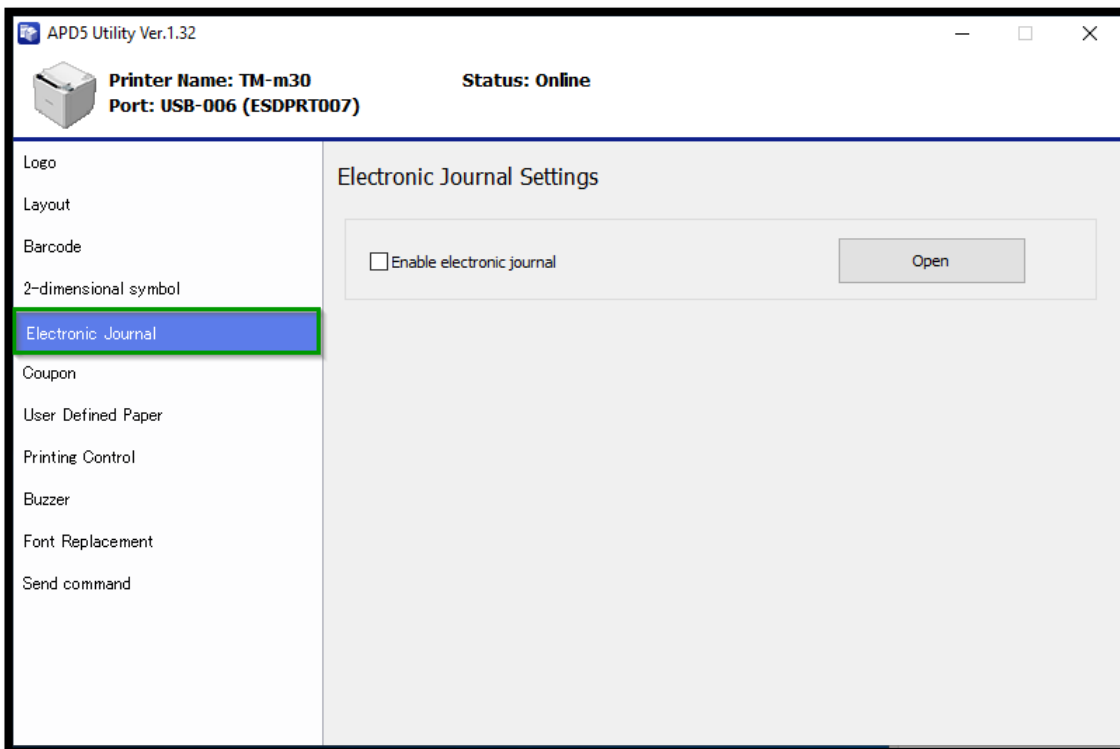 APD5 Utility Ver.1.32
Printer Name: TM-m30 Status: Online
Port: USB-006 (ESDPRT007)
Logo
Layout
Barcode
2-dimensional symbol
Electronic Journal
Coupon
User Defined Paper
Printing Control
Buzzer
Font Replacement
Send command
Electronic Journal Settings
Enable electronic journal Open